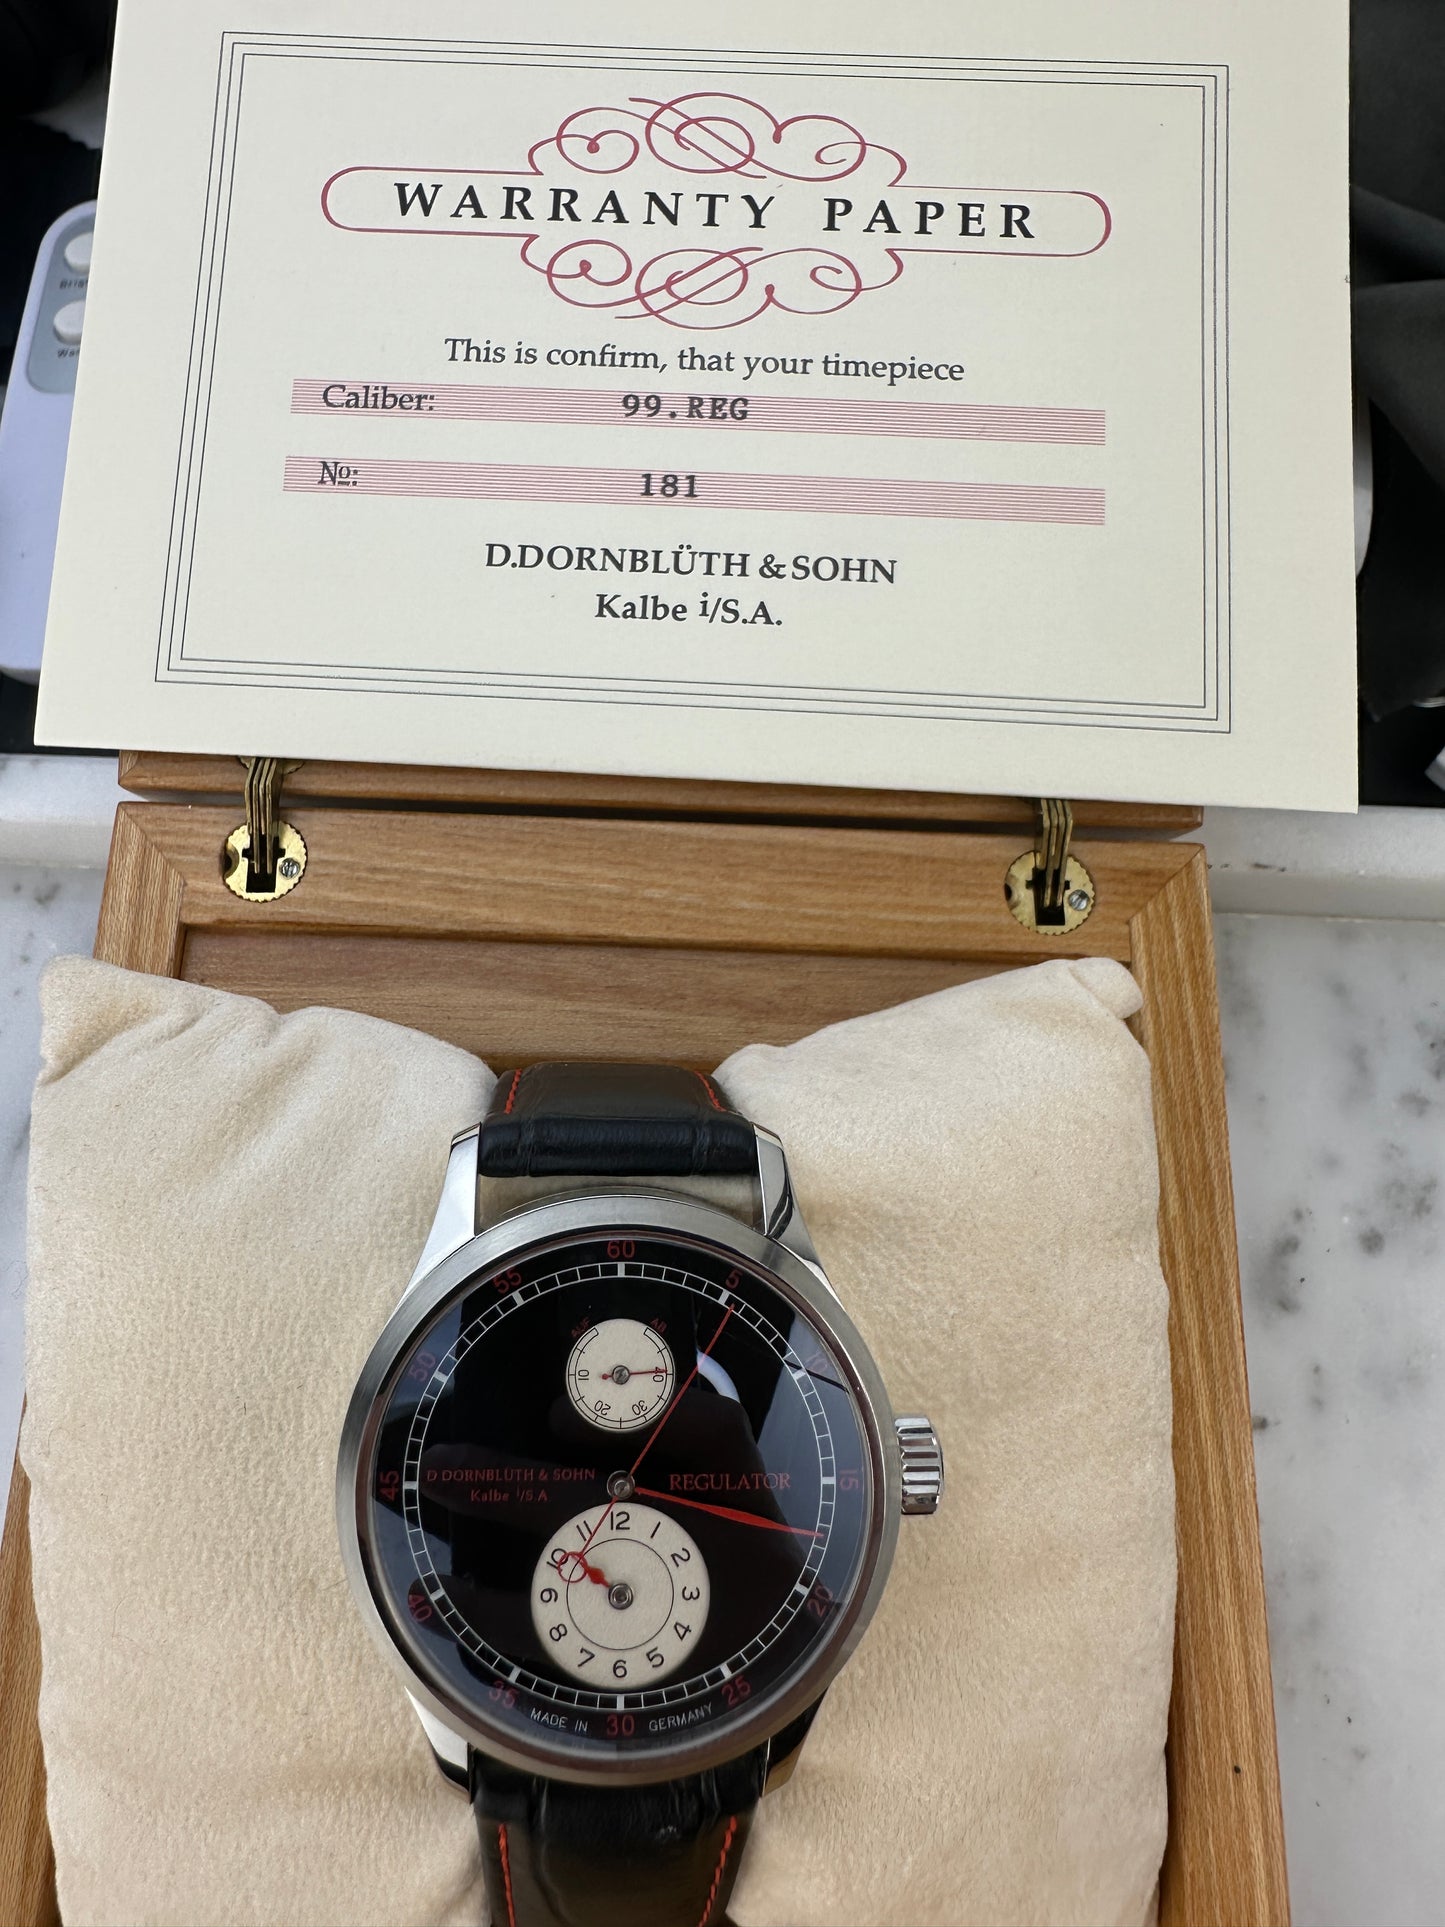 WARRANTY PAPER
This is confirm, that your timepiece
Caliber: 99.REG
No: 181
D.DORNBLÜTH & SOHN
Kalbe i/S.A.
60
5
10
15
20
25
30
35
40
45
50
55
AUF AB
10 20 30 40
D DORNBLÜTH & SOHN
Kalbe i/S A
REGULATOR
12 1 2 3 4 5 6 7 8 9 10 11
MADE IN GERMANY